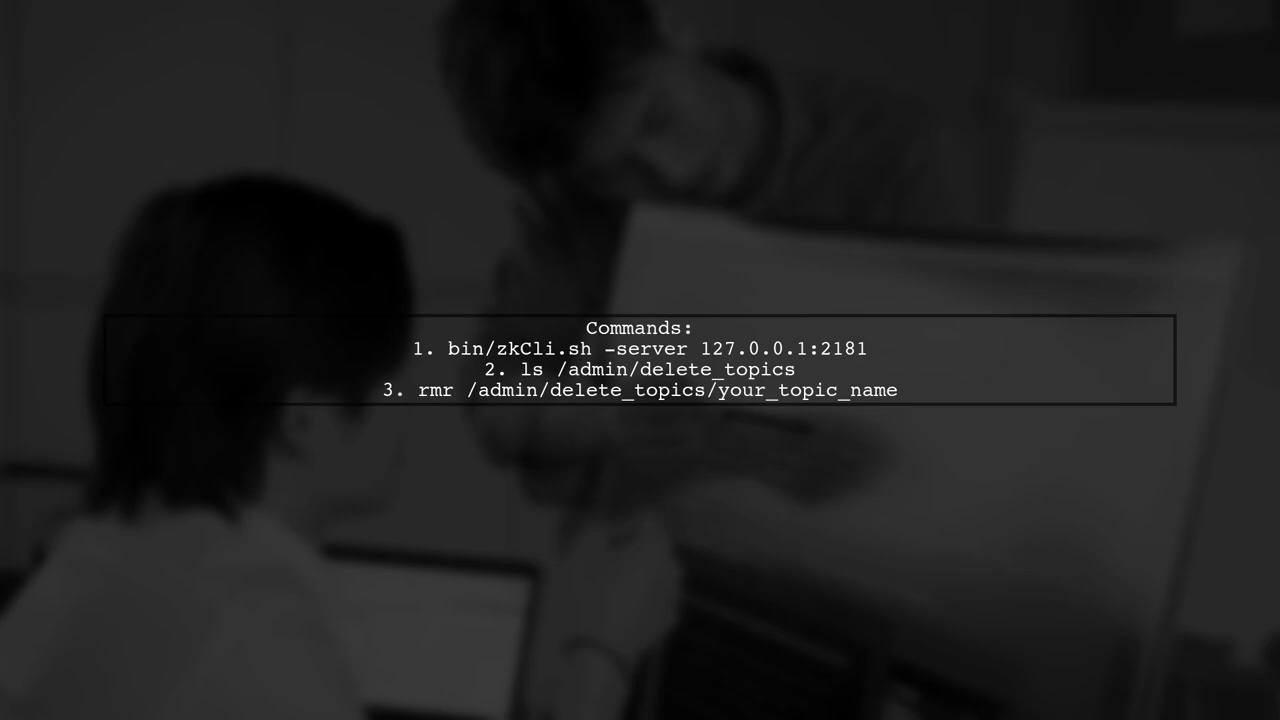 Commands:
1. bin/zkCli.sh -server 127.0.0.1:2181
2. ls /admin/delete_topics
3. rmr /admin/delete_topics/your_topic_name